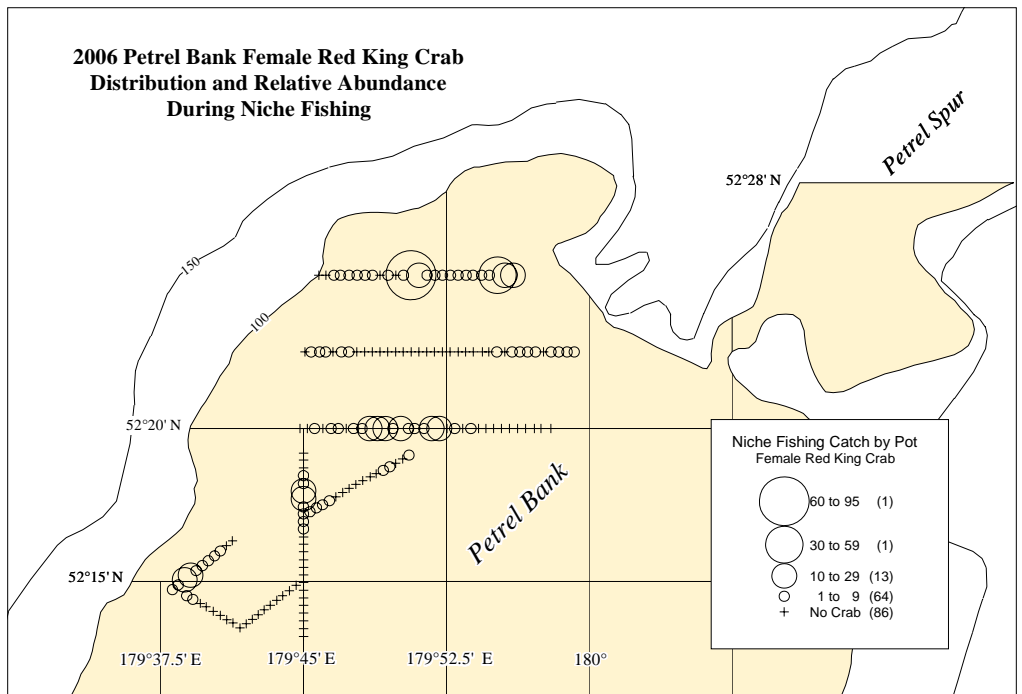 2006 Petrel Bank Female Red King Crab
Distribution and Relative Abundance
During Niche Fishing
Petrel Spur
52°28' N
150
100
52°20' N
Petrel Bank
52°15' N
179°37.5' E
179°45' E
179°52.5' E
180°
Niche Fishing Catch by Pot
Female Red King Crab
60 to 95 (1)
30 to 59 (1)
10 to 29 (13)
1 to 9 (64)
No Crab (86)